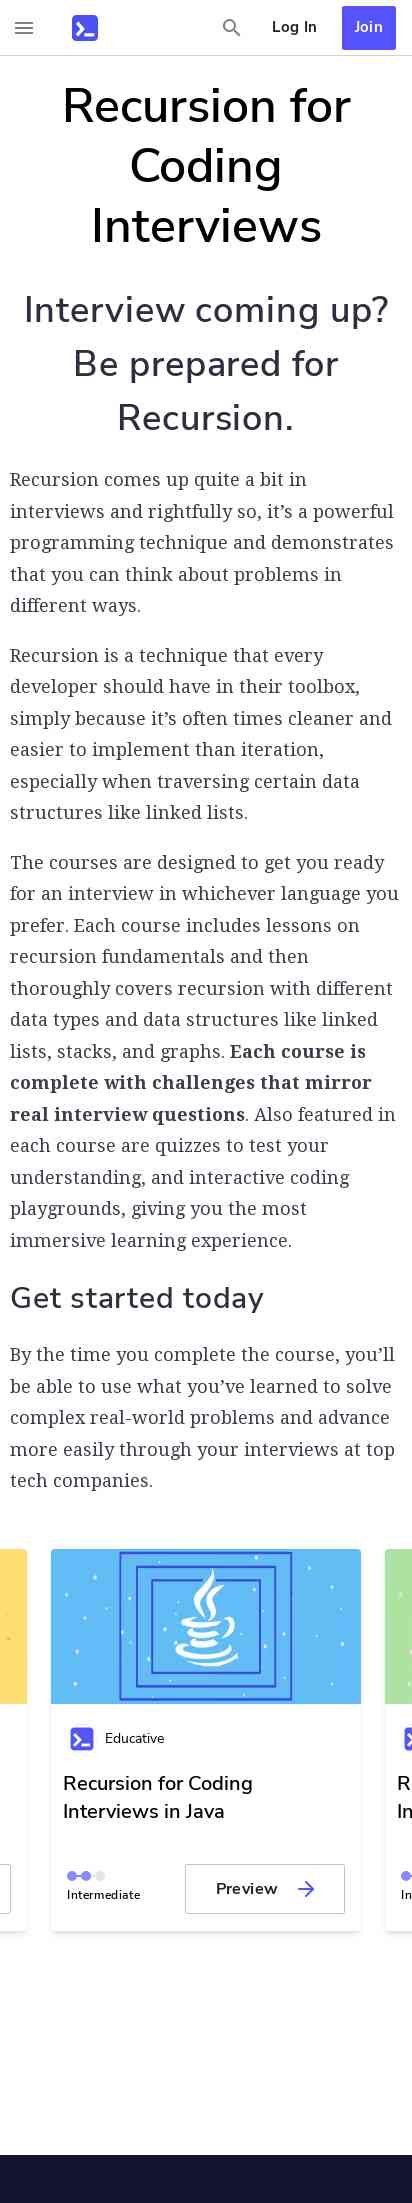 Log In
Join
Recursion for
Coding
Interviews
Interview coming up?
Be prepared for
Recursion.
Recursion comes up quite a bit in
interviews and rightfully so, it’s a powerful
programming technique and demonstrates
that you can think about problems in
different ways.
Recursion is a technique that every
developer should have in their toolbox,
simply because it’s often times cleaner and
easier to implement than iteration,
especially when traversing certain data
structures like linked lists.
The courses are designed to get you ready
for an interview in whichever language you
prefer. Each course includes lessons on
recursion fundamentals and then
thoroughly covers recursion with different
data types and data structures like linked
lists, stacks, and graphs. Each course is
complete with challenges that mirror
real interview questions. Also featured in
each course are quizzes to test your
understanding, and interactive coding
playgrounds, giving you the most
immersive learning experience.
Get started today
By the time you complete the course, you’ll
be able to use what you’ve learned to solve
complex real-world problems and advance
more easily through your interviews at top
tech companies.
Educative
Recursion for Coding
Interviews in Java
Intermediate
Preview